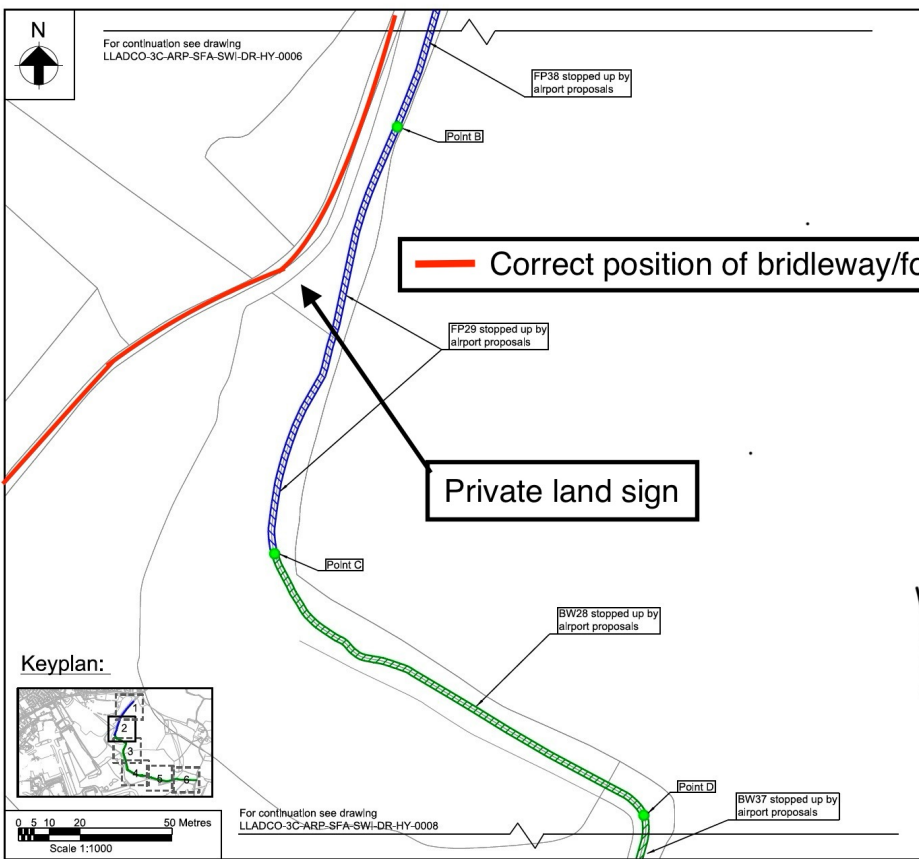 N
For continuation see drawing
LLADCO-3C-ARP-SFA-SWI-DR-HY-0006
FP38 stopped up by
airport proposals
Point B
Correct position of bridleway/fo
FP29 stopped up by
airport proposals
Private land sign
Point C
BW28 stopped up by
airport proposals
Keyplan:
1
2
3
4
5
6
Point D
BW37 stopped up by
airport proposals
For continuation see drawing
LLADCO-3C-ARP-SFA-SWI-DR-HY-0008
0 5 10 20 50 Metres
Scale 1:1000